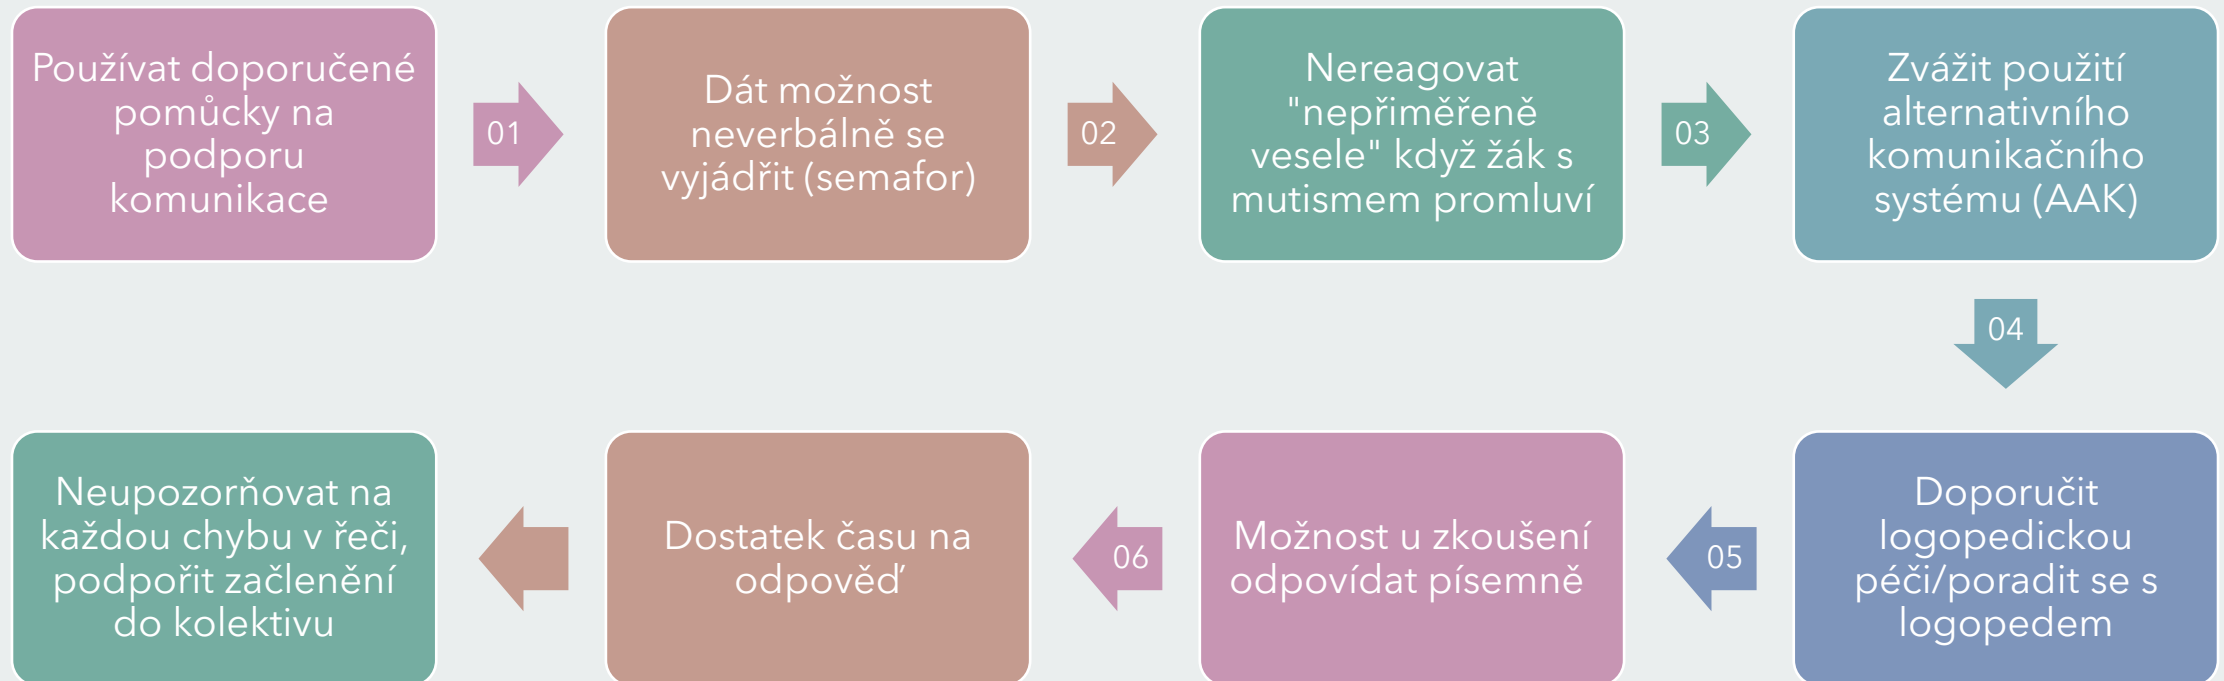 Používat doporučené
pomůcky na
podporu
komunikace
01
Dát možnost
neverbálně se
vyjádřit (semafor)
02
Nereagovat
"nepřiměřeně
vesele" když žák s
mutismem promluví
03
Zvážit použití
alternativního
komunikačního
systému (AAK)
04
Doporučit
logopedickou
péči/poradit se s
logopedem
05
Možnost u zkoušení
odpovídat písemně
06
Dostatek času na
odpověď
Neupozorňovat na
každou chybu v řeči,
podpořit začlenění
do kolektivu